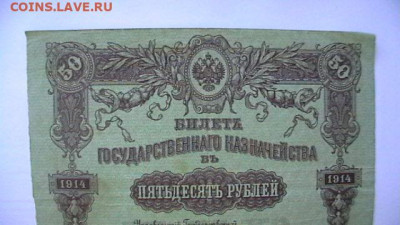 COINS.LAVE.RU
50 50
БИЛЕТЪ
ГОСУДАРСТВЕННАГО КАЗНАЧЕЙСТВА
ВЪ
1914 ПЯТЬДЕСЯТЪ РУБЛЕЙ 1914